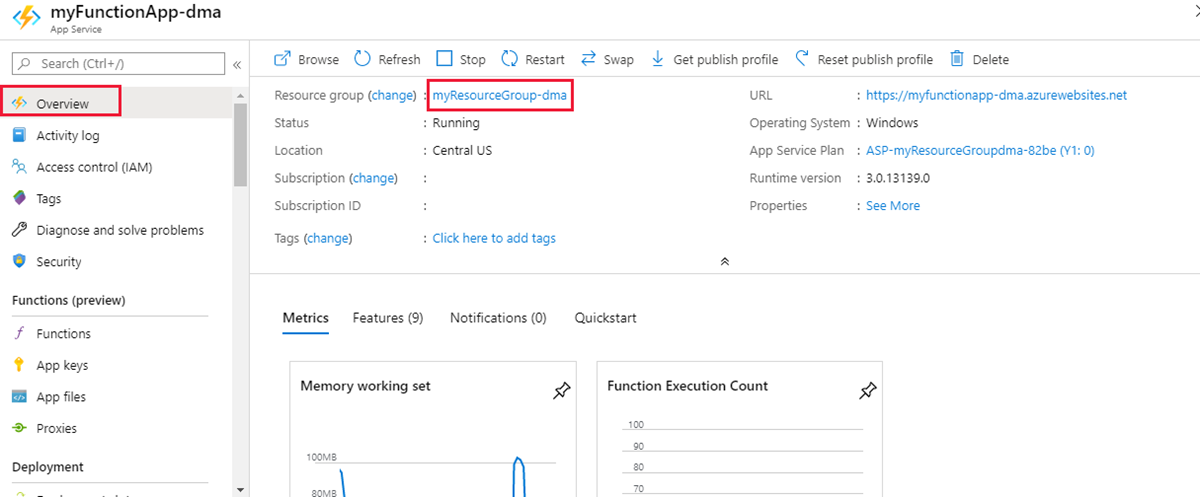 myFunctionApp-dma
App Service
Search (Ctrl+/)
«
Overview
Activity log
Access control (IAM)
Tags
Diagnose and solve problems
Security
Functions (preview)
Functions
App keys
App files
Proxies
Deployment
Browse Refresh Stop Restart Swap Get publish profile Reset publish profile Delete
Resource group (change) : myResourceGroup-dma
Status : Running
Location : Central US
Subscription (change) :
Subscription ID :
Tags (change) : Click here to add tags
URL : https://myfunctionapp-dma.azurewebsites.net
Operating System : Windows
App Service Plan : ASP-myResourceGroupdma-82be (Y1: 0)
Runtime version : 3.0.13139.0
Properties : See More
Metrics Features (9) Notifications (0) Quickstart
Memory working set
100MB
80MB
Function Execution Count
100
90
80
70